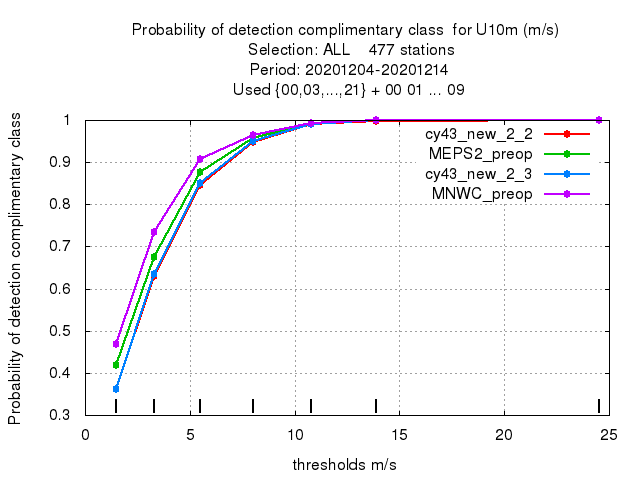 Probability of detection complimentary class  for U10m (m/s)
Selection: ALL    477 stations
Period: 20201204-20201214
Used {00,03,...,21} + 00 01 ... 09
Probability of detection complimentary class
1
0.9
0.8
0.7
0.6
0.5
0.4
0.3
cy43_new_2_2
MEPS2_preop
cy43_new_2_3
MNWC_preop
0 5 10 15 20 25
thresholds m/s